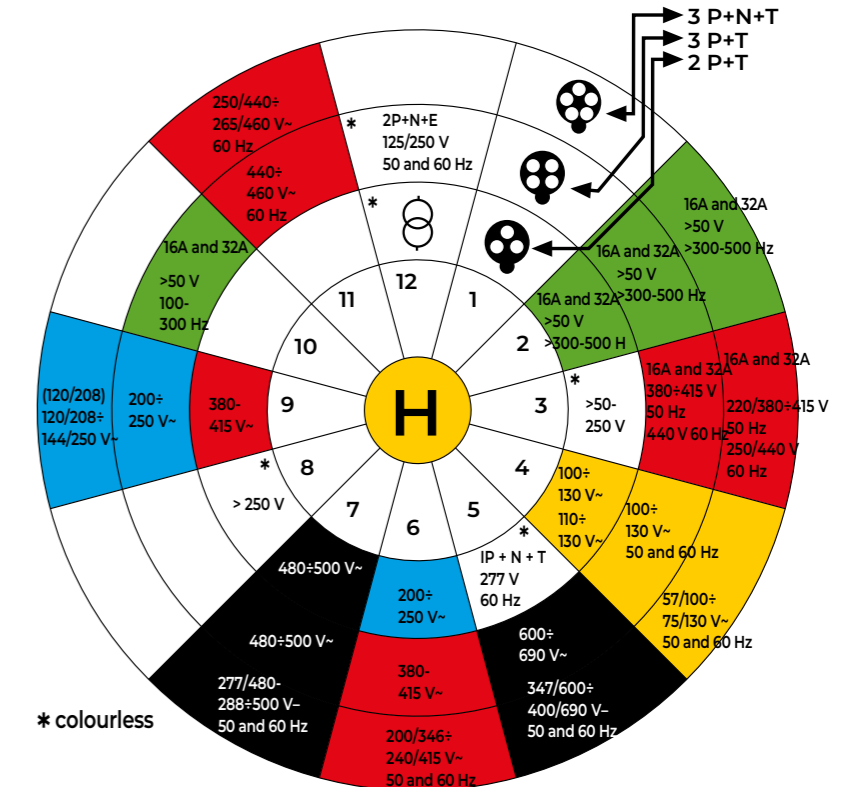 3 P+N+T
3 P+T
2 P+T
250/440÷
265/460 V~
60 Hz
440÷
460 V~
60 Hz
*
2P+N+E
125/250 V
50 and 60 Hz
*
16A and 32A
>50 V
>300-500 Hz
16A and 32A
>50 V
>300-500 Hz
16A and 32A
>50 V
>300-500 H
16A and 32A
>50 V
100-
300 Hz
12
1
2
3
4
5
6
7
8
9
10
11
H
(120/208)
120/208÷
144/250 V~
200÷
250 V~
380-
415 V~
*
>50-
250 V
16A and 32A
380÷415 V
50 Hz
440 V 60 Hz
16A and 32A
220/380÷415 V
50 Hz
250/440 V
60 Hz
*
> 250 V
100÷
130 V~
110÷
130 V~
100÷
130 V~
50 and 60 Hz
57/100÷
75/130 V~
50 and 60 Hz
*
IP + N + T
277 V
60 Hz
480÷500 V~
480÷500 V~
277/480-
288÷500 V–
50 and 60 Hz
200÷
250 V~
380-
415 V~
200/346÷
240/415 V~
50 and 60 Hz
600÷
690 V~
347/600÷
400/690 V–
50 and 60 Hz
* colourless